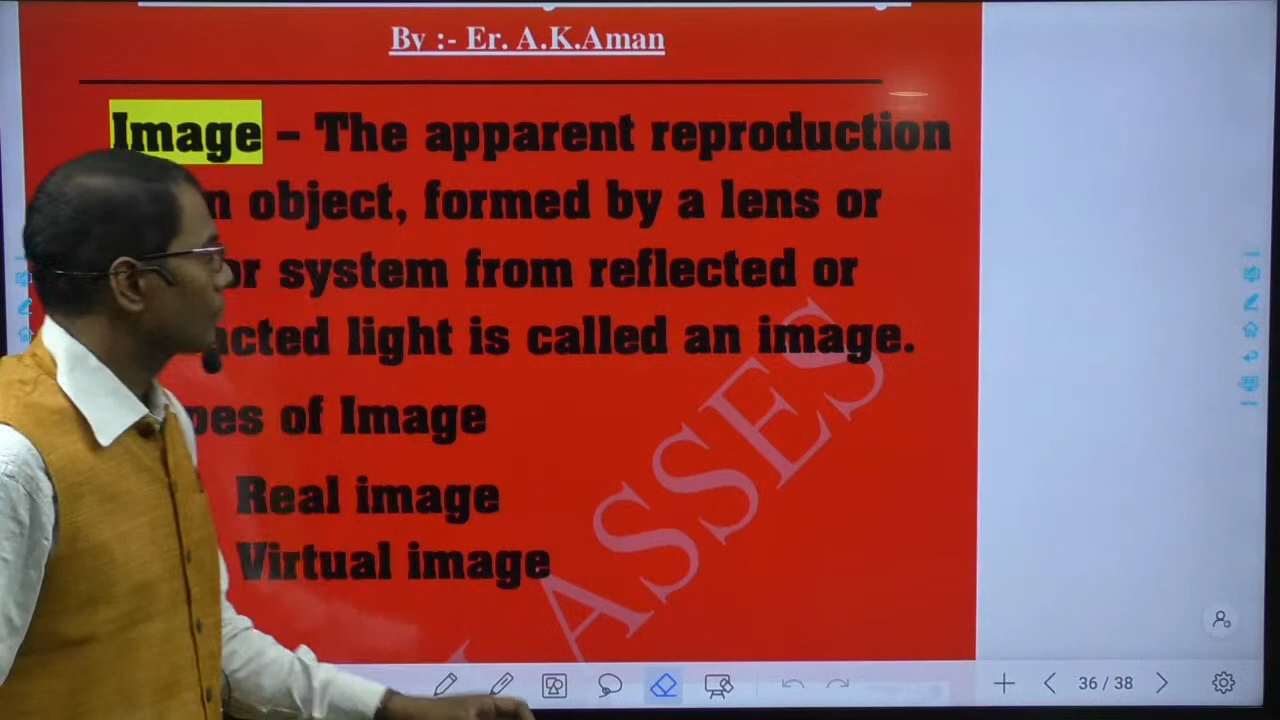 By :- Er. A.K.Aman
Image – The apparent reproduction
n object, formed by a lens or
or system from reflected or
acted light is called an image.
pes of Image
Real image
Virtual image
ASSES
36 / 38